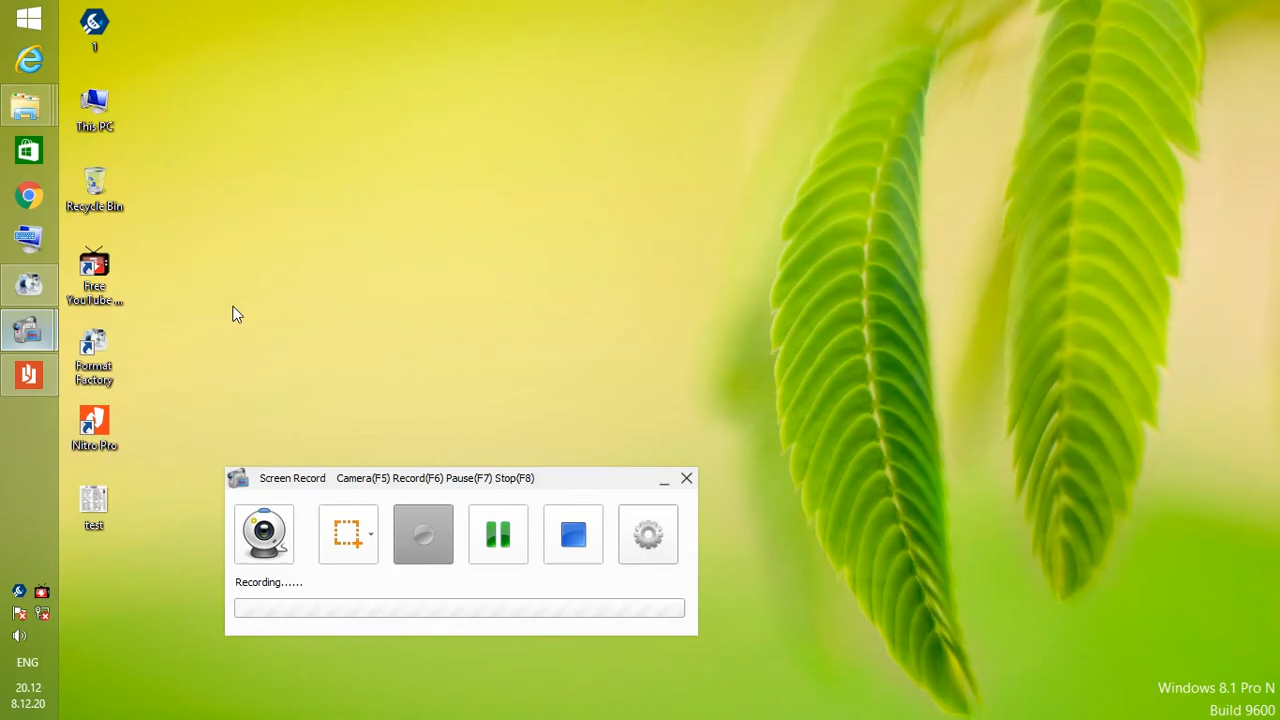 1
This PC
Recycle Bin
Free
YouTube ...
Format
Factory
Nitro Pro
test
Screen Record Camera(F5) Record(F6) Pause(F7) Stop(F8)
Recording......
ENG
20.12
8.12.20
Windows 8.1 Pro N
Build 9600